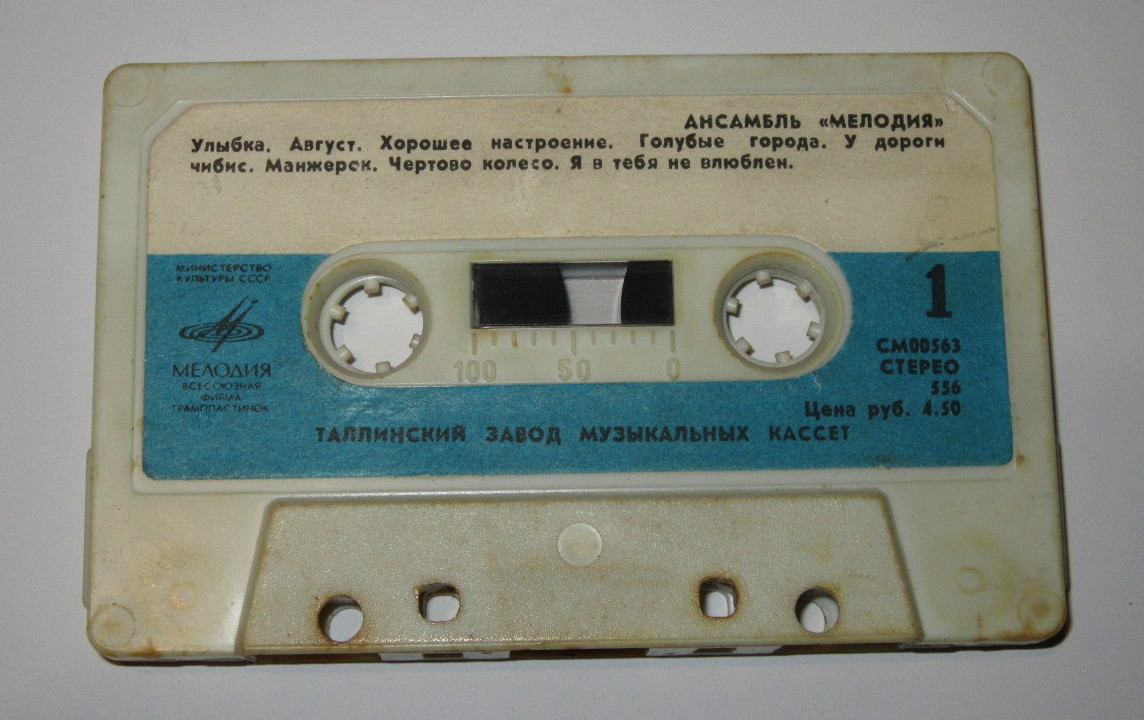 АНСАМБЛЬ «МЕЛОДИЯ»
Улыбка. Август. Хорошее настроение. Голубые города. У дороги
чибис. Манжерок. Чертово колесо. Я в тебя не влюблен.
МИНИСТЕРСТВО
КУЛЬТУРЫ СССР
МЕЛОДИЯ
ВСЕСОЮЗНАЯ
ФИРМА
ГРАМПЛАСТИНОК
1
СМ00563
СТЕРЕО
556
Цена руб. 4.50
100 50 0
ТАЛЛИНСКИЙ ЗАВОД МУЗЫКАЛЬНЫХ КАССЕТ